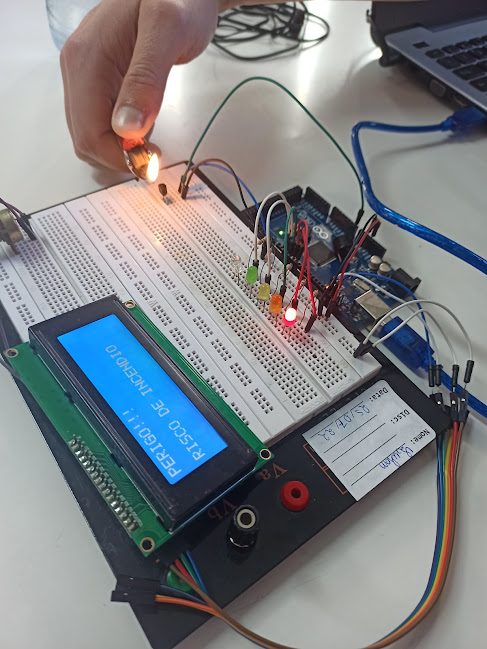 PERIGO!!!
RISCO DE INCENDIO
Nome:
Disc:
Data:
Va
Vb